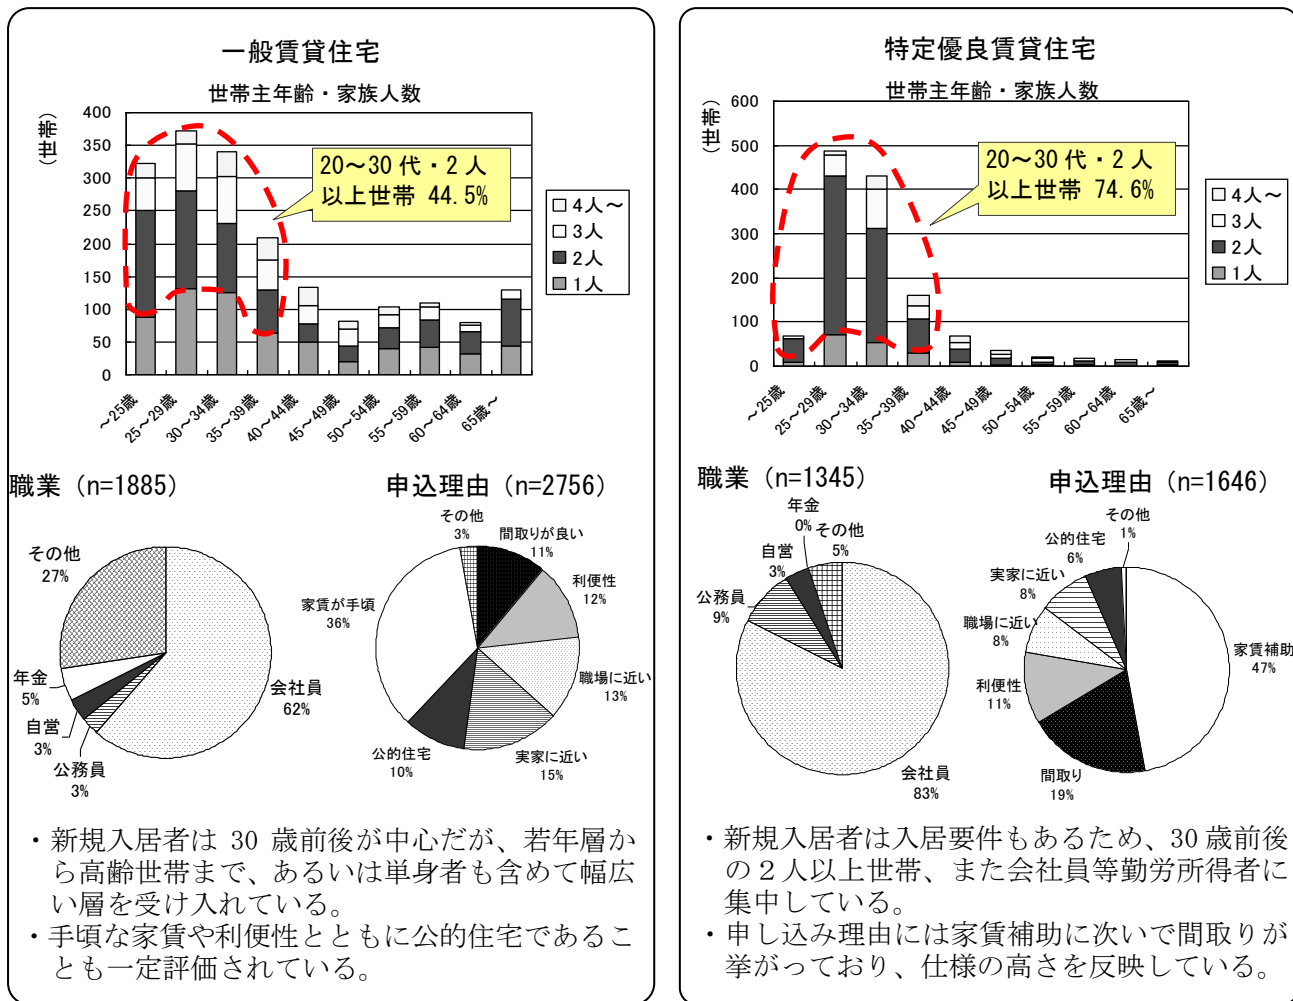 一般賃貸住宅
世帯主年齢・家族人数
(世帯)
400
350
300
250
200
150
100
50
0
20～30代・2人
以上世帯 44.5%
4人～
3人
2人
1人
～25歳
25～29歳
30～34歳
35～39歳
40～44歳
45～49歳
50～54歳
55～59歳
60～64歳
65歳～
職業（n=1885）
その他
27%
年金
5%
自営
3%
公務員
3%
会社員
62%
申込理由（n=2756）
その他
3%
間取りが良い
11%
利便性
12%
職場に近い
13%
実家に近い
15%
公的住宅
10%
家賃が手頃
36%
・新規入居者は 30 歳前後が中心だが、若年層か
ら高齢世帯まで、あるいは単身者も含めて幅広
い層を受け入れている。
・手頃な家賃や利便性とともに公的住宅であるこ
とも一定評価されている。
特定優良賃貸住宅
世帯主年齢・家族人数
(世帯)
600
500
400
300
200
100
0
20～30代・2人
以上世帯 74.6%
4人～
3人
2人
1人
～25歳
25～29歳
30～34歳
35～39歳
40～44歳
45～49歳
50～54歳
55～59歳
60～64歳
65歳～
職業（n=1345）
年金
0%
その他
5%
自営
3%
公務員
9%
会社員
83%
申込理由（n=1646）
その他
1%
公的住宅
6%
実家に近い
8%
職場に近い
8%
利便性
11%
間取り
19%
家賃補助
47%
・新規入居者は入居要件もあるため、30 歳前後
の２人以上世帯、また会社員等勤労所得者に
集中している。
・申し込み理由には家賃補助に次いで間取りが
挙がっており、仕様の高さを反映している。